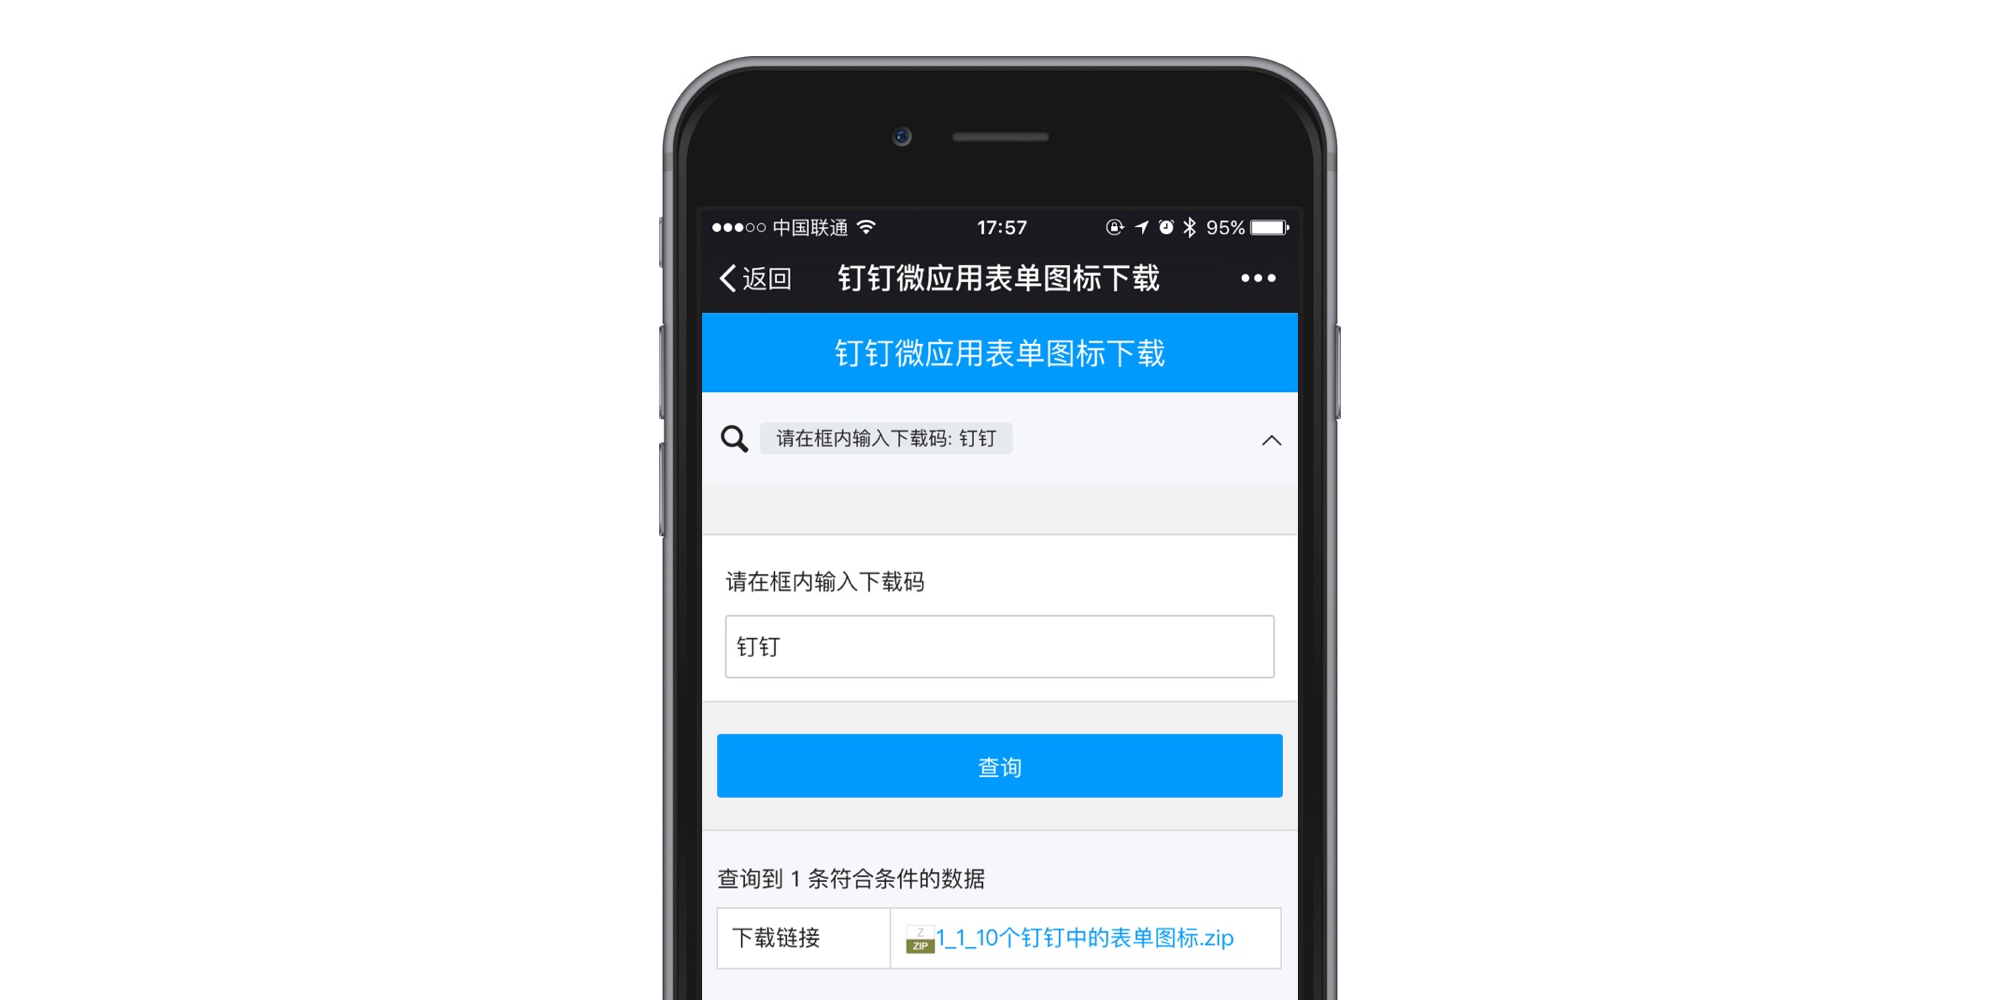 中国联通 17:57 95%
返回 钉钉微应用表单图标下载
钉钉微应用表单图标下载
请在框内输入下载码: 钉钉
请在框内输入下载码
钉钉
查询
查询到 1 条符合条件的数据
下载链接 Z ZIP 1_1_10个钉钉中的表单图标.zip